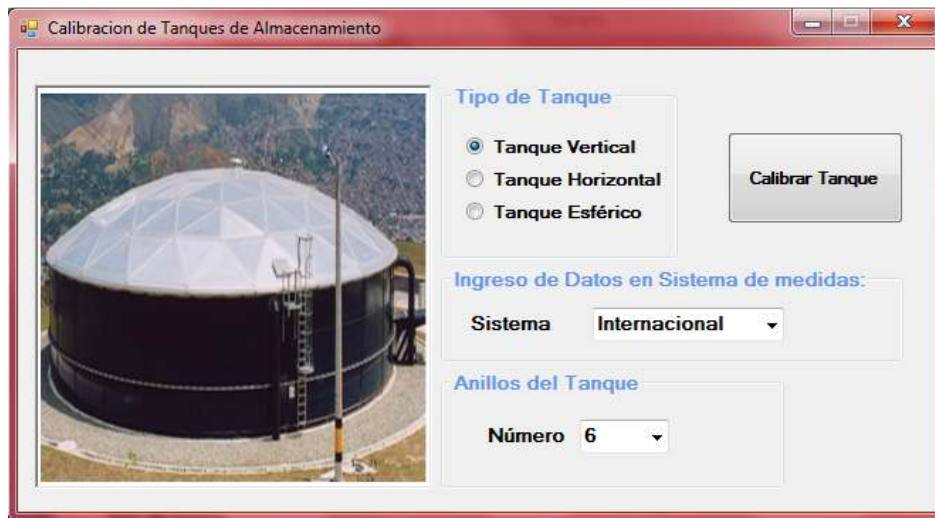 Calibracion de Tanques de Almacenamiento
Tipo de Tanque
Tanque Vertical
Tanque Horizontal
Tanque Esférico
Calibrar Tanque
Ingreso de Datos en Sistema de medidas:
Sistema Internacional
Anillos del Tanque
Número 6